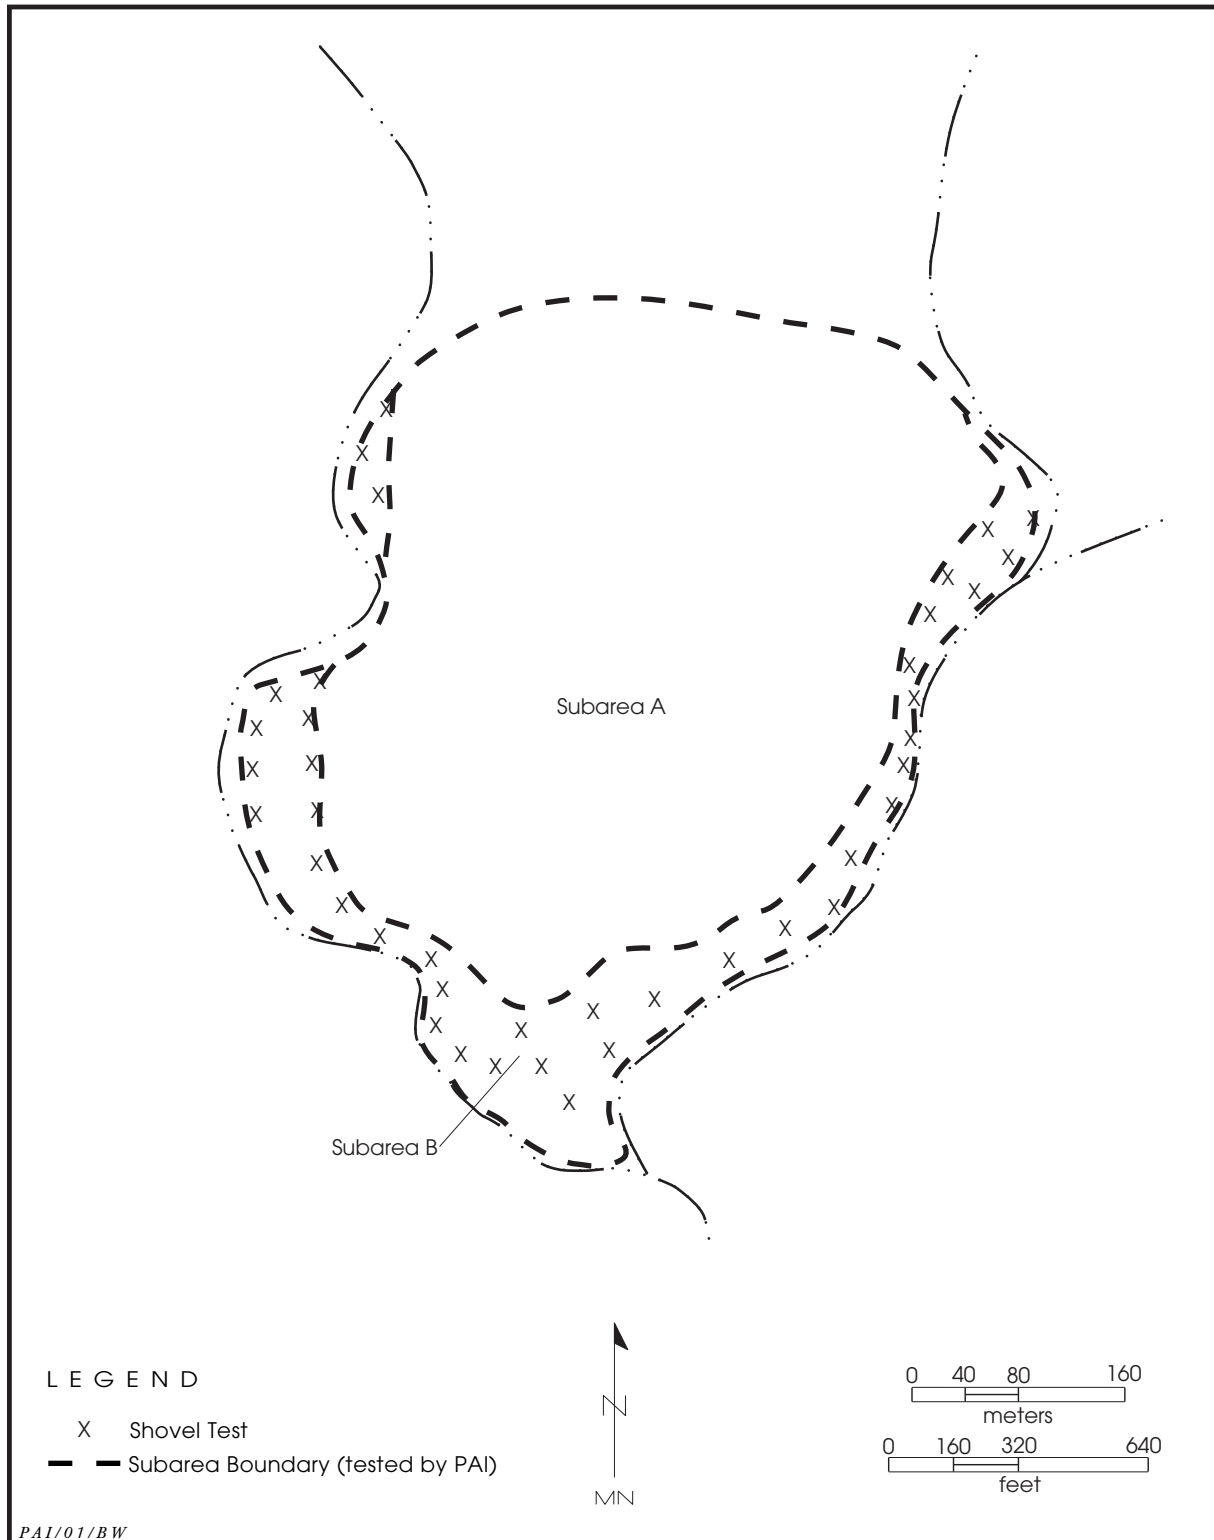 Subarea A
Subarea B
L E G E N D
X Shovel Test
Subarea Boundary (tested by PAI)
N
MN
0 40 80 160
meters
0 160 320 640
feet
PAI/01/BW